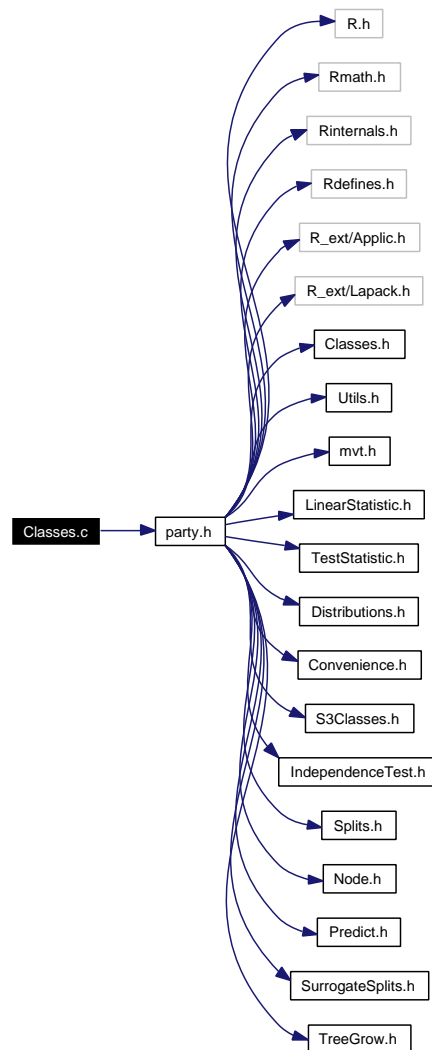 R.h
Rmath.h
Rinternals.h
Rdefines.h
R_ext/Applic.h
R_ext/Lapack.h
Classes.h
Utils.h
mvt.h
LinearStatistic.h
Classes.c
party.h
TestStatistic.h
Distributions.h
Convenience.h
S3Classes.h
IndependenceTest.h
Splits.h
Node.h
Predict.h
SurrogateSplits.h
TreeGrow.h